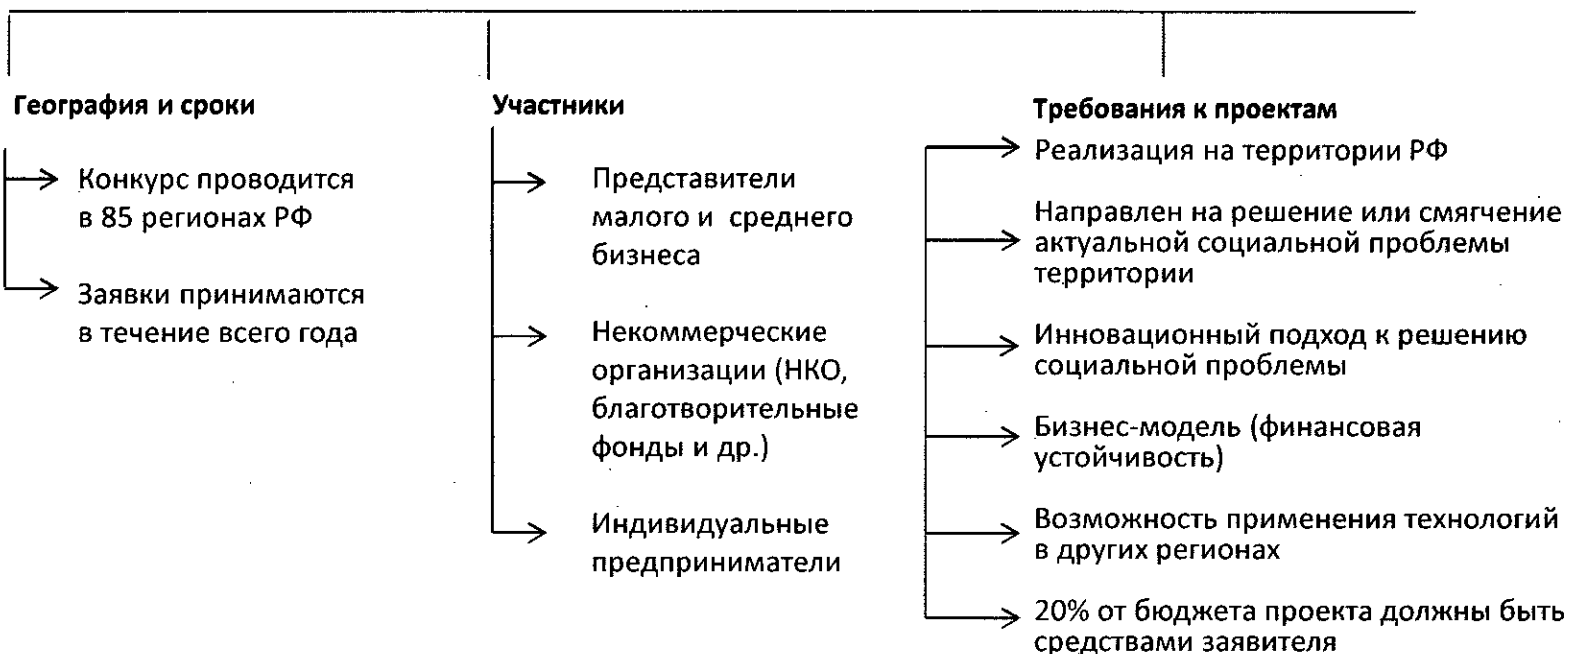 География и сроки
Конкурс проводится
в 85 регионах РФ
Заявки принимаются
в течение всего года
Участники
Представители
малого и среднего
бизнеса
Некоммерческие
организации (НКО,
благотворительные
фонды и др.)
Индивидуальные
предприниматели
Требования к проектам
Реализация на территории РФ
Направлен на решение или смягчение
актуальной социальной проблемы
территории
Инновационный подход к решению
социальной проблемы
Бизнес-модель (финансовая
устойчивость)
Возможность применения технологий
в других регионах
20% от бюджета проекта должны быть
средствами заявителя